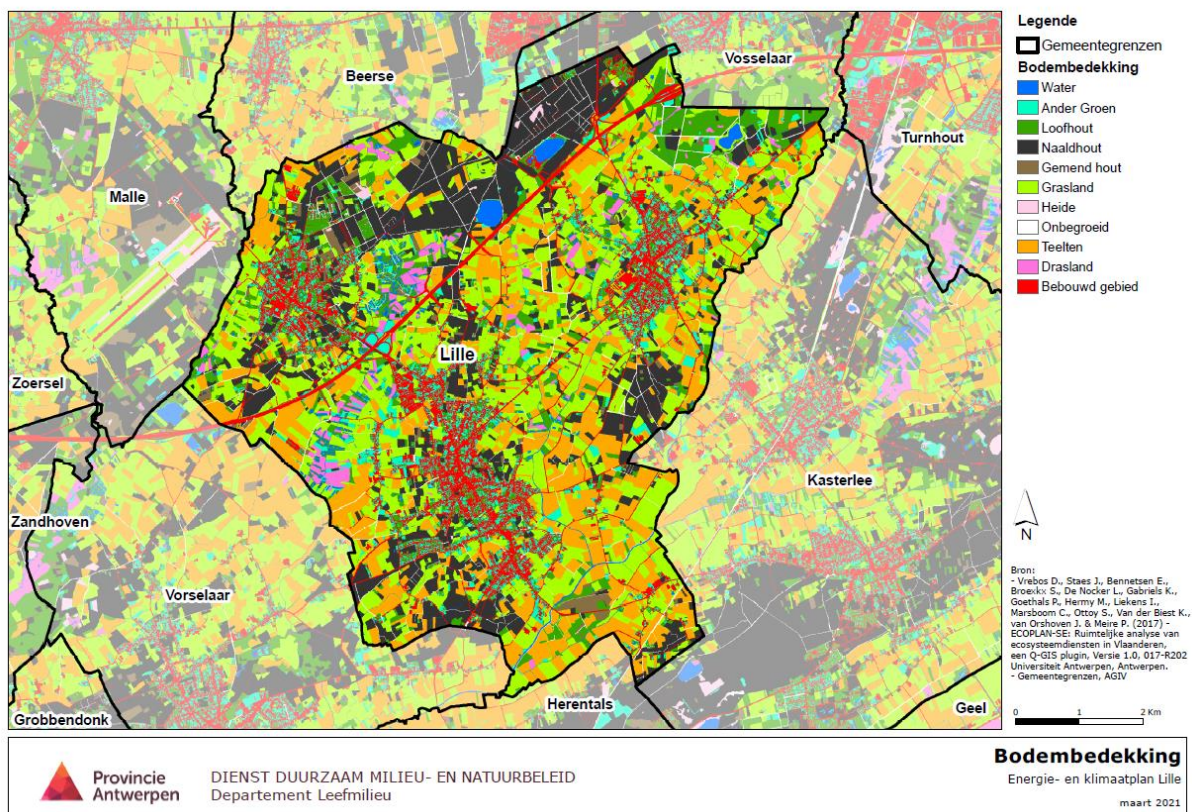 Beerse
Vosselaar
Turnhout
Malle
Lille
Zoersel
Kasterlee
Zandhoven
Vorselaar
Herentals
Geel
Grobbendonk
Legende
Gemeentegrenzen
Bodembedekking
Water
Ander Groen
Loofhout
Naaldhout
Gemend hout
Grasland
Heide
Onbegroeid
Teelten
Drasland
Bebouwd gebied
N
Bron:
- Vrebos D., Staes J., Bennetsen E.,
Broexkx S., De Nocker L., Gabriels K.,
Goethals P., Hermy M., Liekens I.,
Marsboom C., Ottoy S., Van der Biest K.,
van Orshoven J. & Meire P. (2017) -
ECOPLAN-SE: Ruimtelijke analyse van
ecosysteemdiensten in Vlaanderen,
een Q-GIS plugin, Versie 1.0, 017-R202
Universiteit Antwerpen, Antwerpen.
- Gemeentegrenzen, AGIV
0 1 2 Km
Provincie
Antwerpen
DIENST DUURZAAM MILIEU- EN NATUURBELEID
Departement Leefmilieu
Bodembedekking
Energie- en klimaatplan Lille
maart 2021